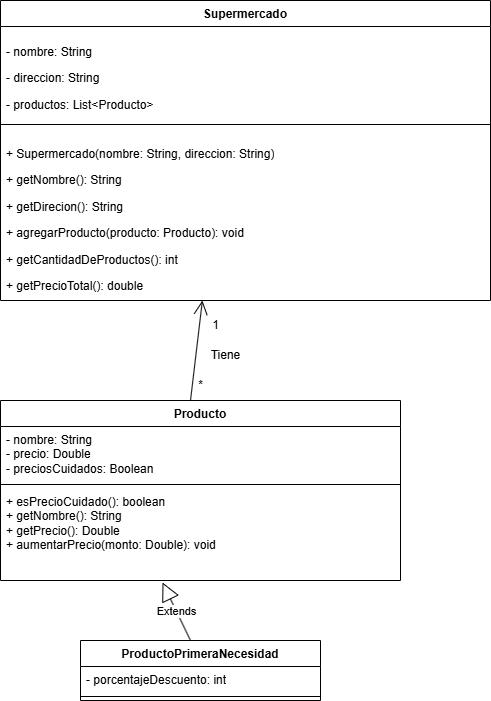 Supermercado
- nombre: String
- direccion: String
- productos: List<Producto>
+ Supermercado(nombre: String, direccion: String)
+ getNombre(): String
+ getDirecion(): String
+ agregarProducto(producto: Producto): void
+ getCantidadDeProductos(): int
+ getPrecioTotal(): double
1
Tiene
*
Producto
- nombre: String
- precio: Double
- preciosCuidados: Boolean
+ esPrecioCuidado(): boolean
+ getNombre(): String
+ getPrecio(): Double
+ aumentarPrecio(monto: Double): void
Extends
ProductoPrimeraNecesidad
- porcentajeDescuento: int